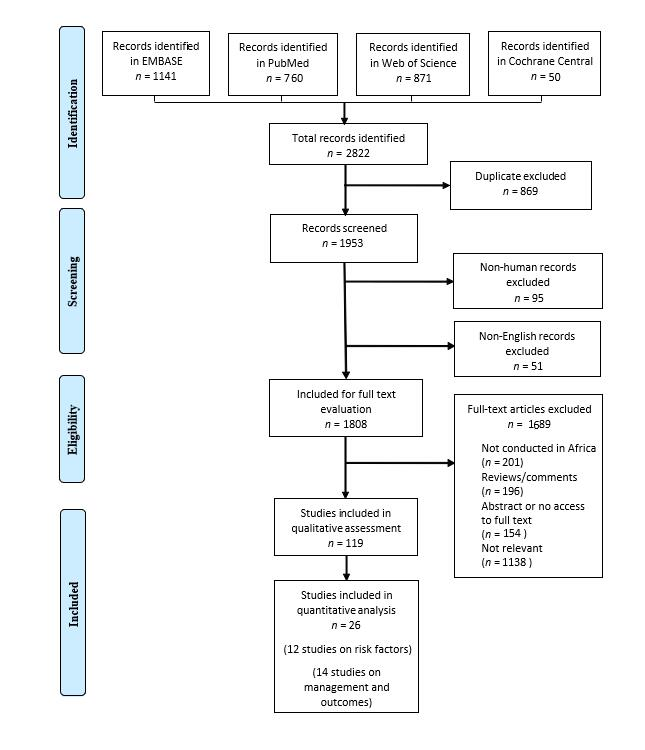 Identification
Records identified
in EMBASE
n = 1141
Records identified
in PubMed
n = 760
Records identified
in Web of Science
n = 871
Records identified
in Cochrane Central
n = 50
Total records identified
n = 2822
Duplicate excluded
n = 869
Screening
Records screened
n = 1953
Non-human records
excluded
n = 95
Non-English records
excluded
n = 51
Eligibility
Included for full text
evaluation
n = 1808
Full-text articles excluded
n = 1689
Not conducted in Africa
(n = 201)
Reviews/comments
(n = 196)
Abstract or no access
to full text
(n = 154 )
Not relevant
(n = 1138 )
Included
Studies included in
qualitative assessment
n = 119
Studies included in
quantitative analysis
n = 26
(12 studies on risk factors)
(14 studies on
management and
outcomes)